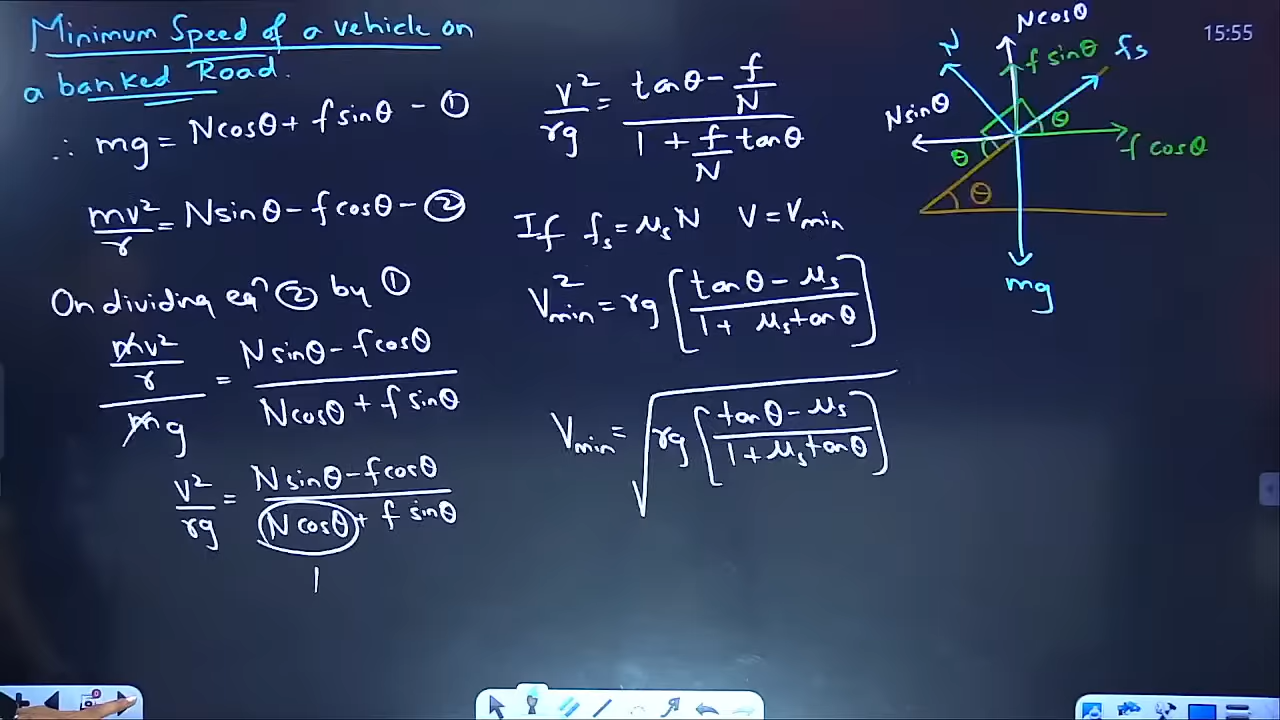 Minimum Speed of a vehicle on
a banked Road.
∴ mg = Ncosθ + f sinθ - ①
mv²/r = N sinθ - f cosθ - ②
On dividing eqⁿ ② by ①
(mv²/r)/(mg) = (N sinθ - f cosθ)/(N cosθ + f sinθ)
v²/rg = (N sinθ - f cosθ)/(N cosθ + f sinθ)
1
v²/rg = (tanθ - f/N)/(1 + f/N tanθ)
If fₛ = μₛN V = Vmin
V²min = rg [(tanθ - μₛ)/(1 + μₛ tanθ)]
Vmin = √(rg [(tanθ - μₛ)/(1 + μₛ tanθ)])
N cosθ
N
f sinθ
fₛ
N sinθ
θ
θ
f cosθ
θ
mg
15:55